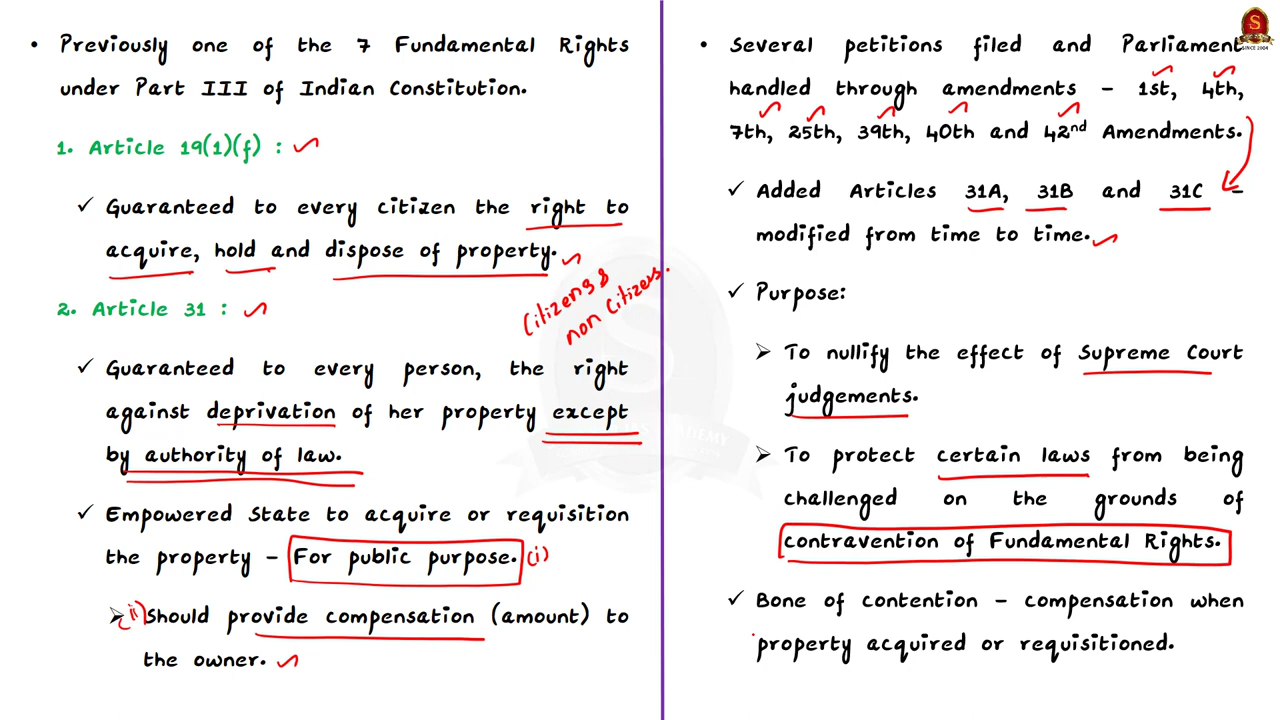 • Previously one of the 7 Fundamental Rights
under Part III of Indian Constitution.
1. Article 19(1)(f) :
✓ Guaranteed to every citizen the right to
acquire, hold and dispose of property.
Citizens &
non Citizens.
2. Article 31 :
✓ Guaranteed to every person, the right
against deprivation of her property except
by authority of law.
✓ Empowered State to acquire or requisition
the property – For public purpose. (i)
➢ (ii) Should provide compensation (amount) to
the owner.
• Several petitions filed and Parliament
handled through amendments – 1st, 4th,
7th, 25th, 39th, 40th and 42nd Amendments.
✓ Added Articles 31A, 31B and 31C –
modified from time to time.
✓ Purpose:
➢ To nullify the effect of Supreme Court
judgements.
➢ To protect certain laws from being
challenged on the grounds of
contravention of Fundamental Rights.
✓ Bone of contention – compensation when
property acquired or requisitioned.
S
SINCE 2004